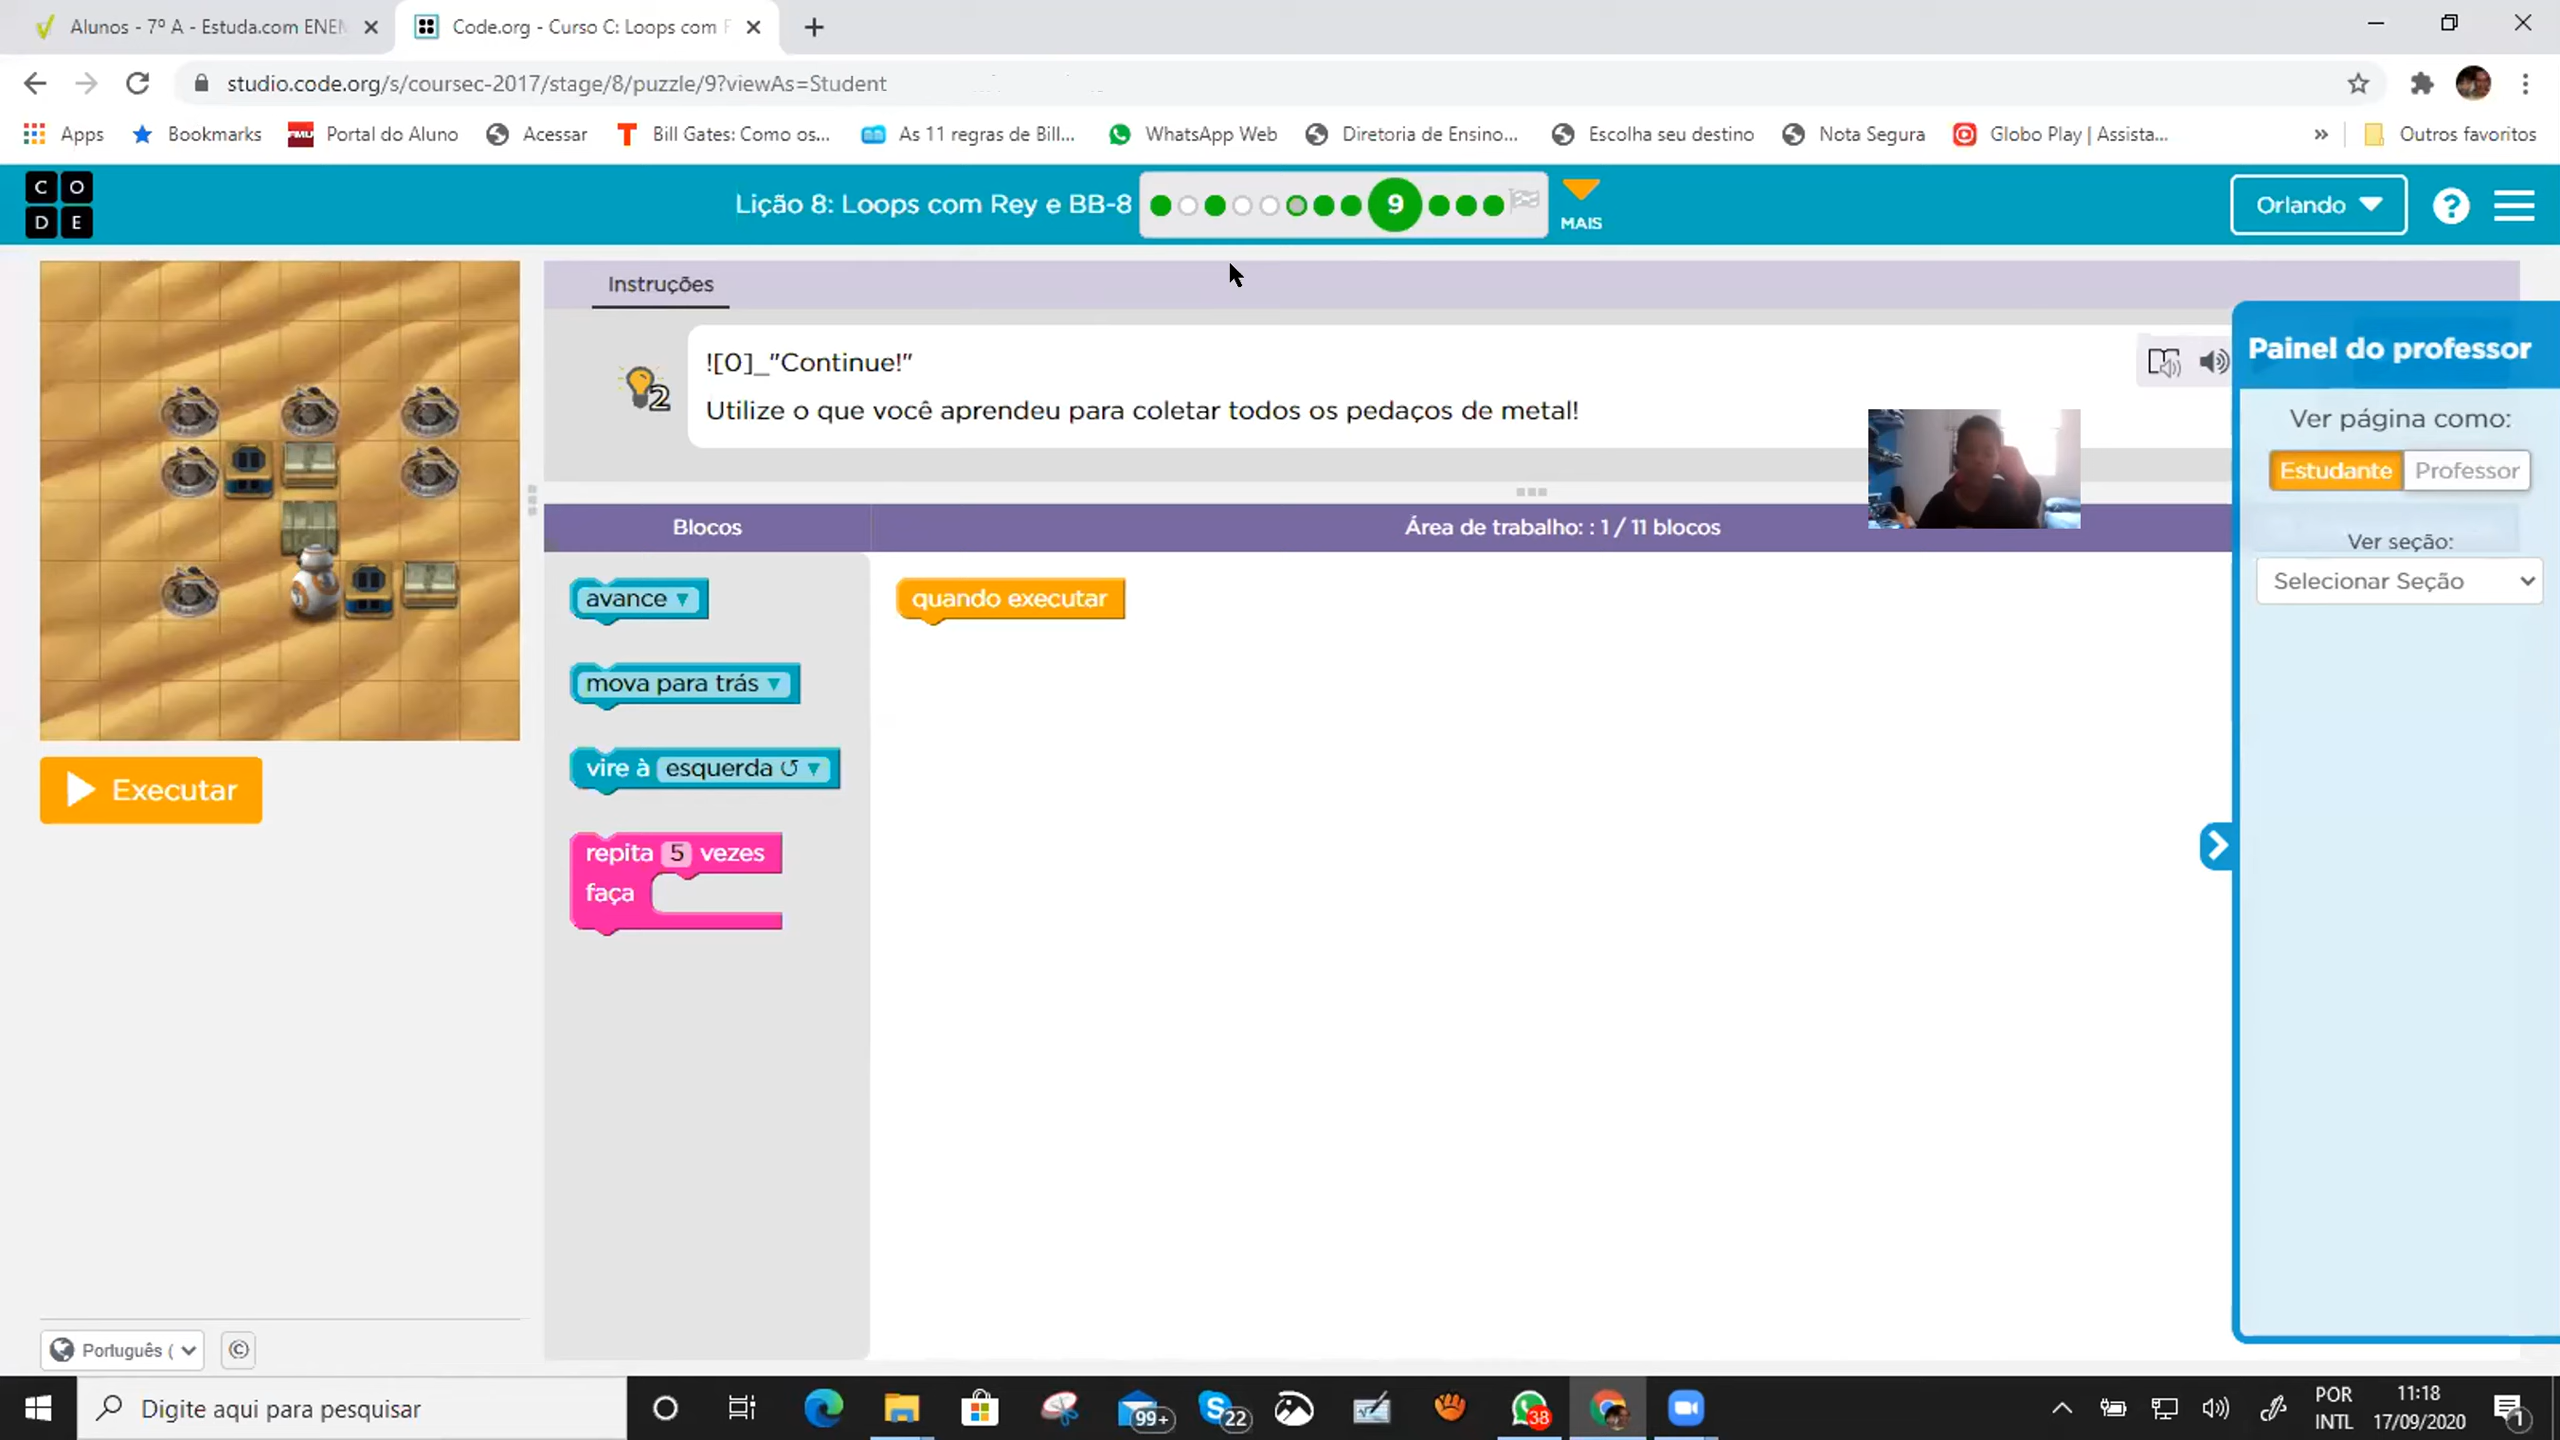 Alunos - 7º A - Estuda.com ENEM
Code.org - Curso C: Loops com
studio.code.org/s/coursec-2017/stage/8/puzzle/9?viewAs=Student
Apps
Bookmarks
FMU
Portal do Aluno
Acessar
T
Bill Gates: Como os...
As 11 regras de Bill...
WhatsApp Web
Diretoria de Ensino...
Escolha seu destino
Nota Segura
Globo Play | Assista...
»
Outros favoritos
C O
D E
Lição 8: Loops com Rey e BB-8
9
MAIS
Orlando
?
Instruções
2
![0]_"Continue!"
Utilize o que você aprendeu para coletar todos os pedaços de metal!
Painel do professor
Ver página como:
Estudante Professor
Ver seção:
Selecionar Seção
Blocos
Área de trabalho: : 1 / 11 blocos
avance
mova para trás
vire à esquerda ↺
repita 5 vezes
faça
quando executar
Executar
Português (
©
Digite aqui para pesquisar
99+
S
22
38
POR
INTL
11:18
17/09/2020
1